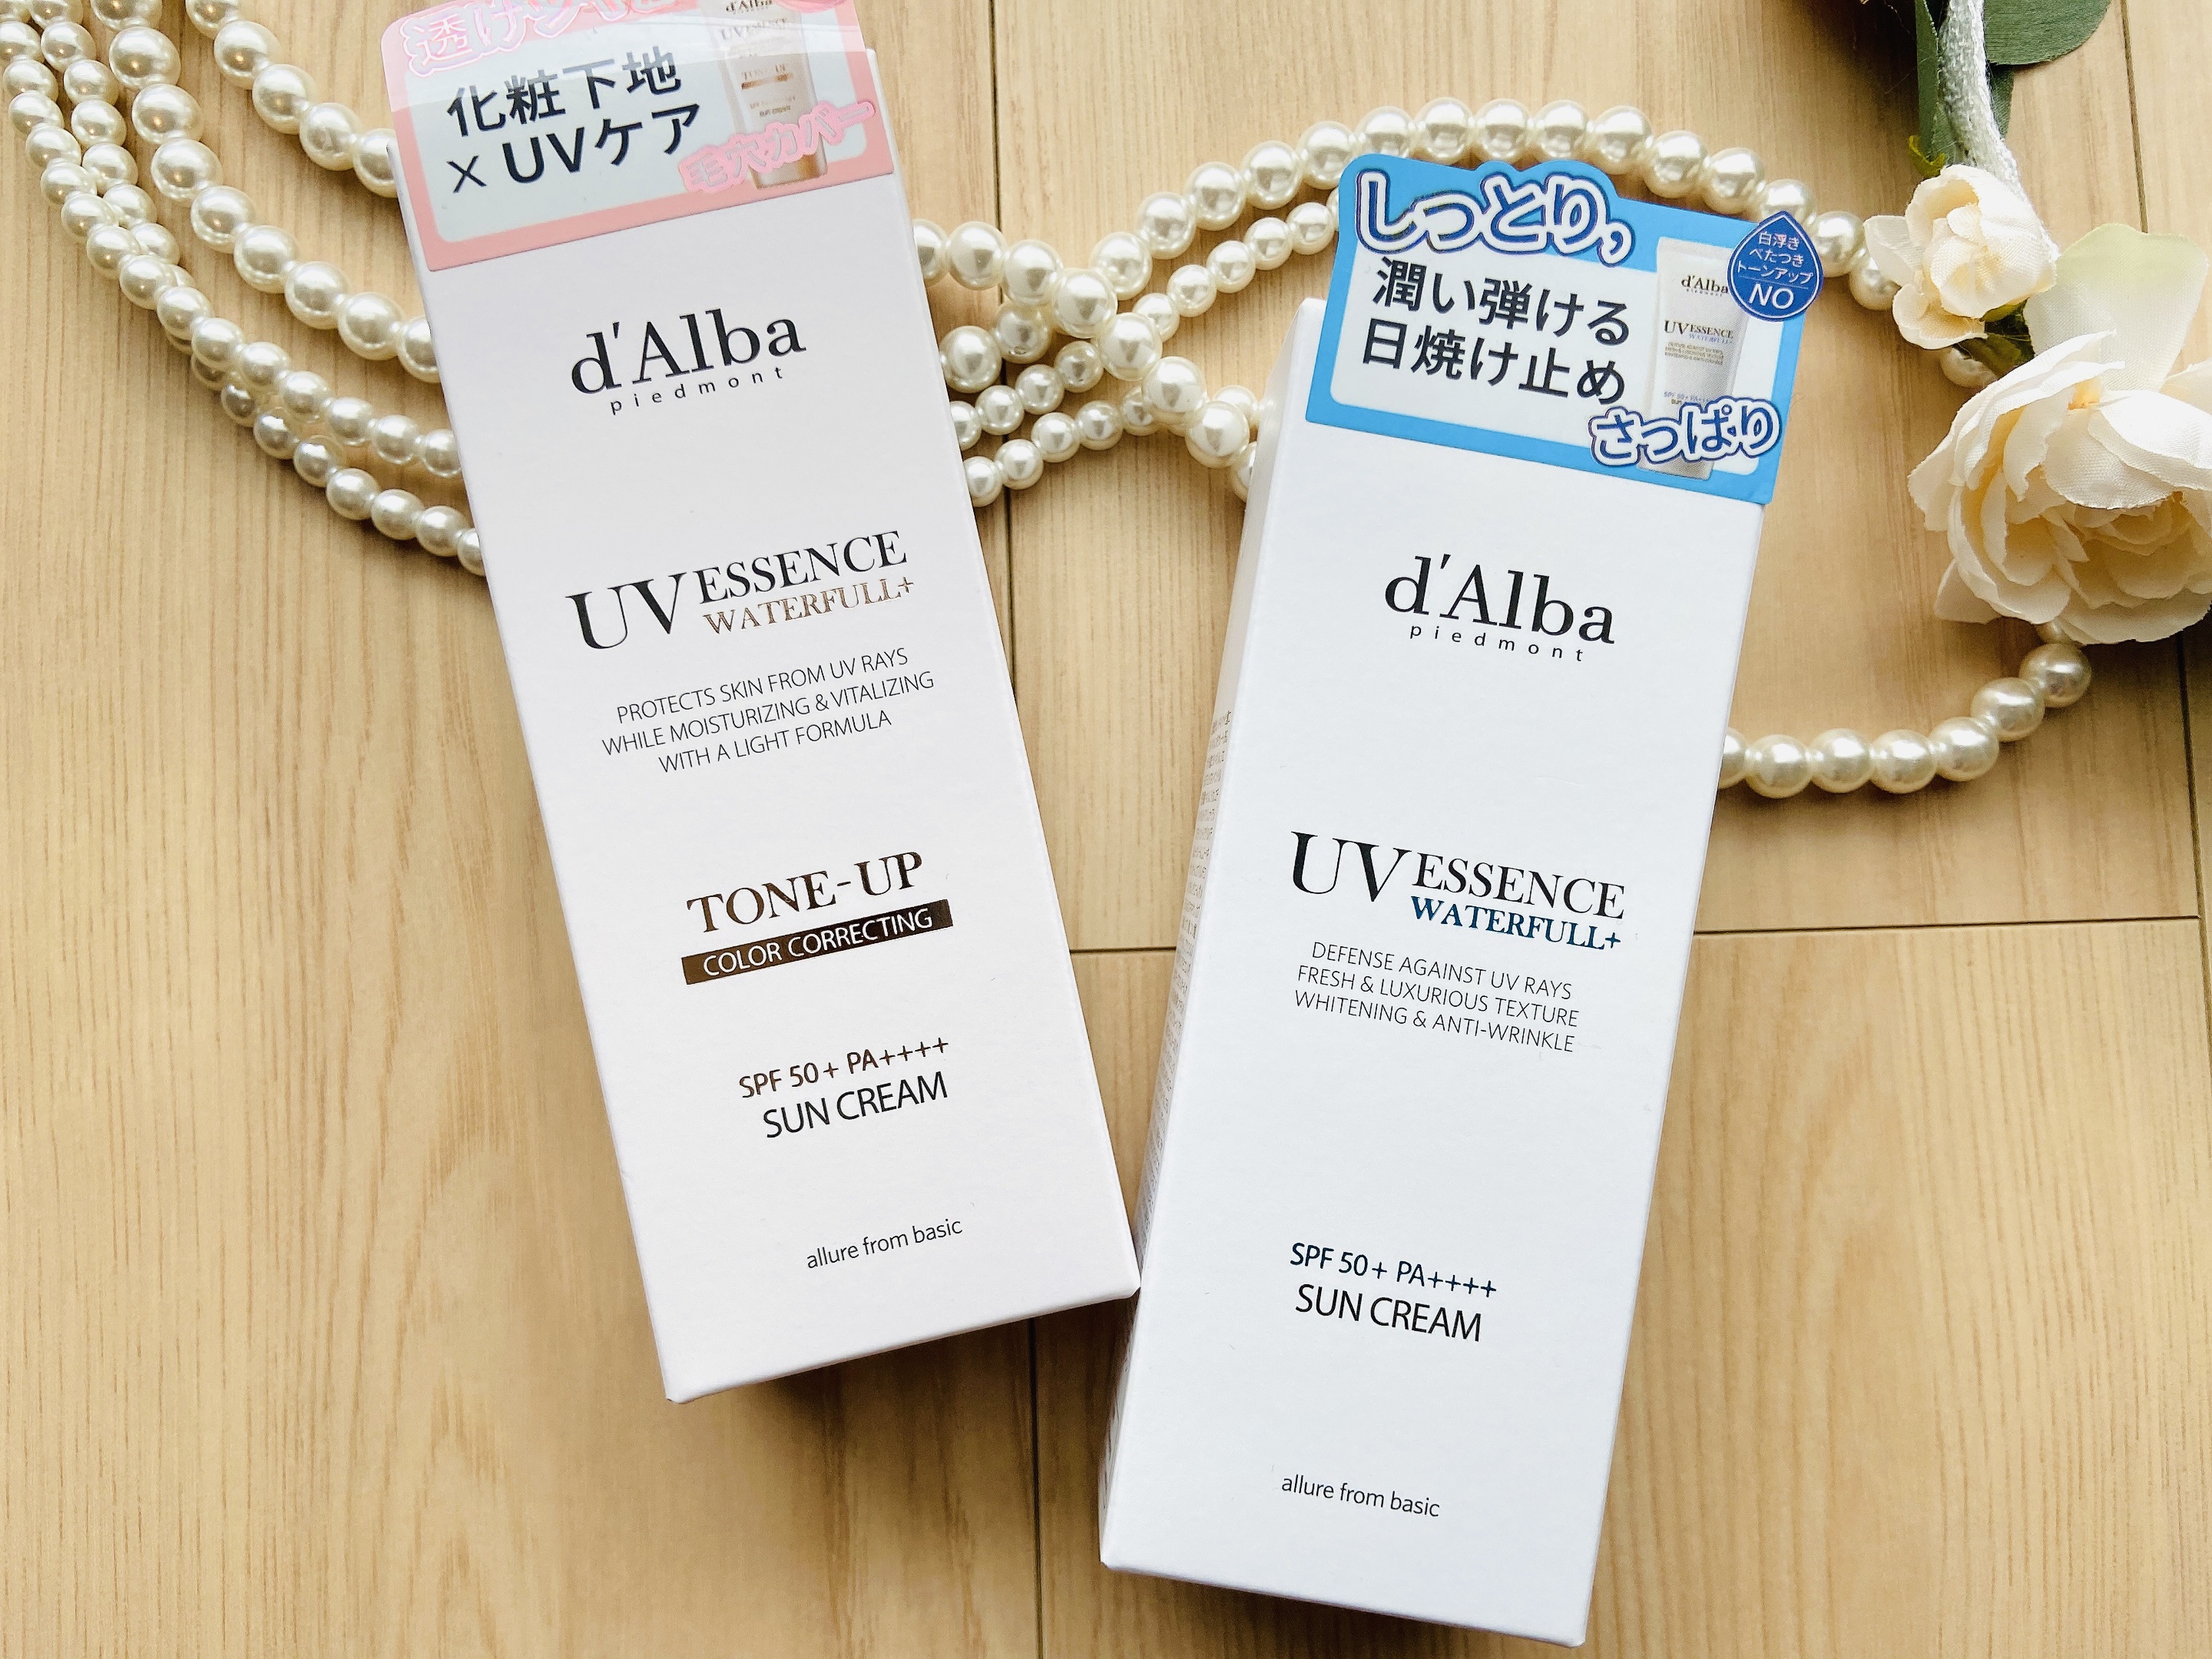 化粧下地
× UVケア
毛穴カバー
d'Alba
piedmont
UV ESSENCE
WATERFULL+
PROTECTS SKIN FROM UV RAYS
WHILE MOISTURIZING & VITALIZING
WITH A LIGHT FORMULA
TONE-UP
COLOR CORRECTING
SPF 50+ PA++++
SUN CREAM
allure from basic
しっとり,
潤い弾ける
日焼け止め
さっぱり
白浮き
べたつき
トーンアップ
NO
d'Alba
UV ESSENCE
d'Alba
piedmont
UV ESSENCE
WATERFULL+
DEFENSE AGAINST UV RAYS
FRESH & LUXURIOUS TEXTURE
WHITENING & ANTI-WRINKLE
SPF 50+ PA++++
SUN CREAM
allure from basic